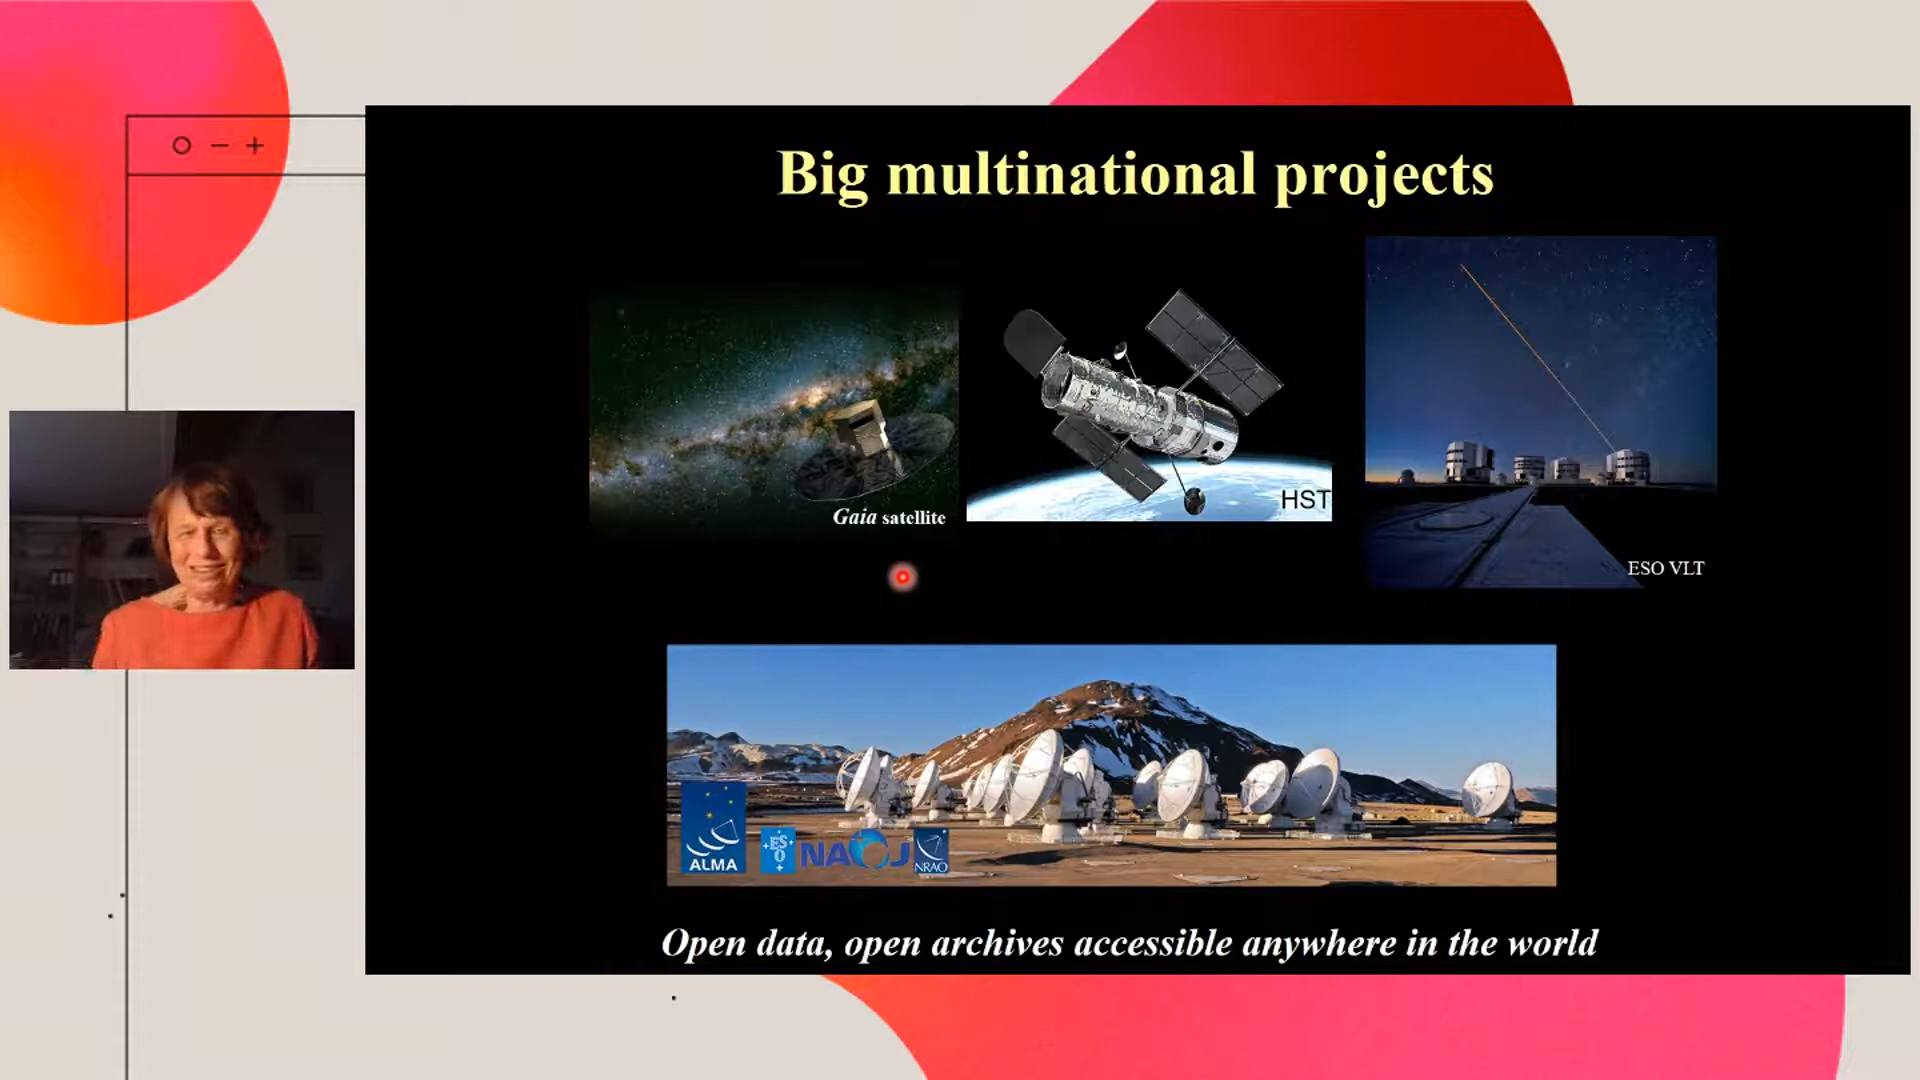 Big multinational projects
Gaia satellite
HST
ESO VLT
ALMA
ESO
NAOJ
NRAO
Open data, open archives accessible anywhere in the world